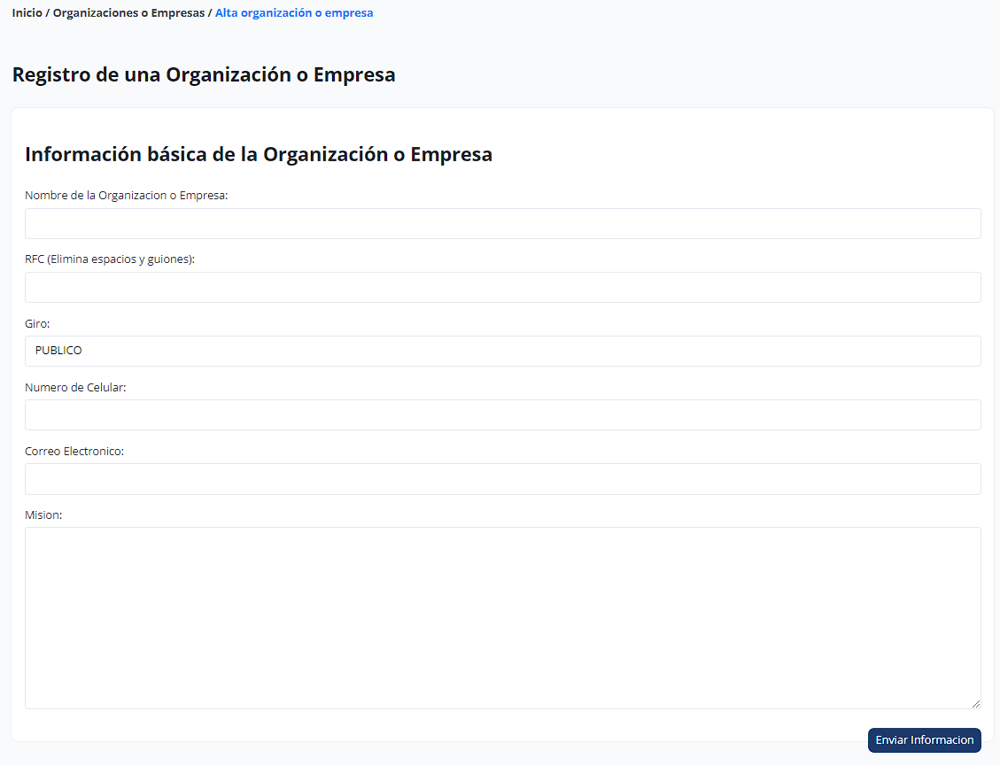 Inicio / Organizaciones o Empresas / Alta organización o empresa
Registro de una Organización o Empresa
Información básica de la Organización o Empresa
Nombre de la Organizacion o Empresa:
RFC (Elimina espacios y guiones):
Giro:
PUBLICO
Numero de Celular:
Correo Electronico:
Mision:
Enviar Informacion